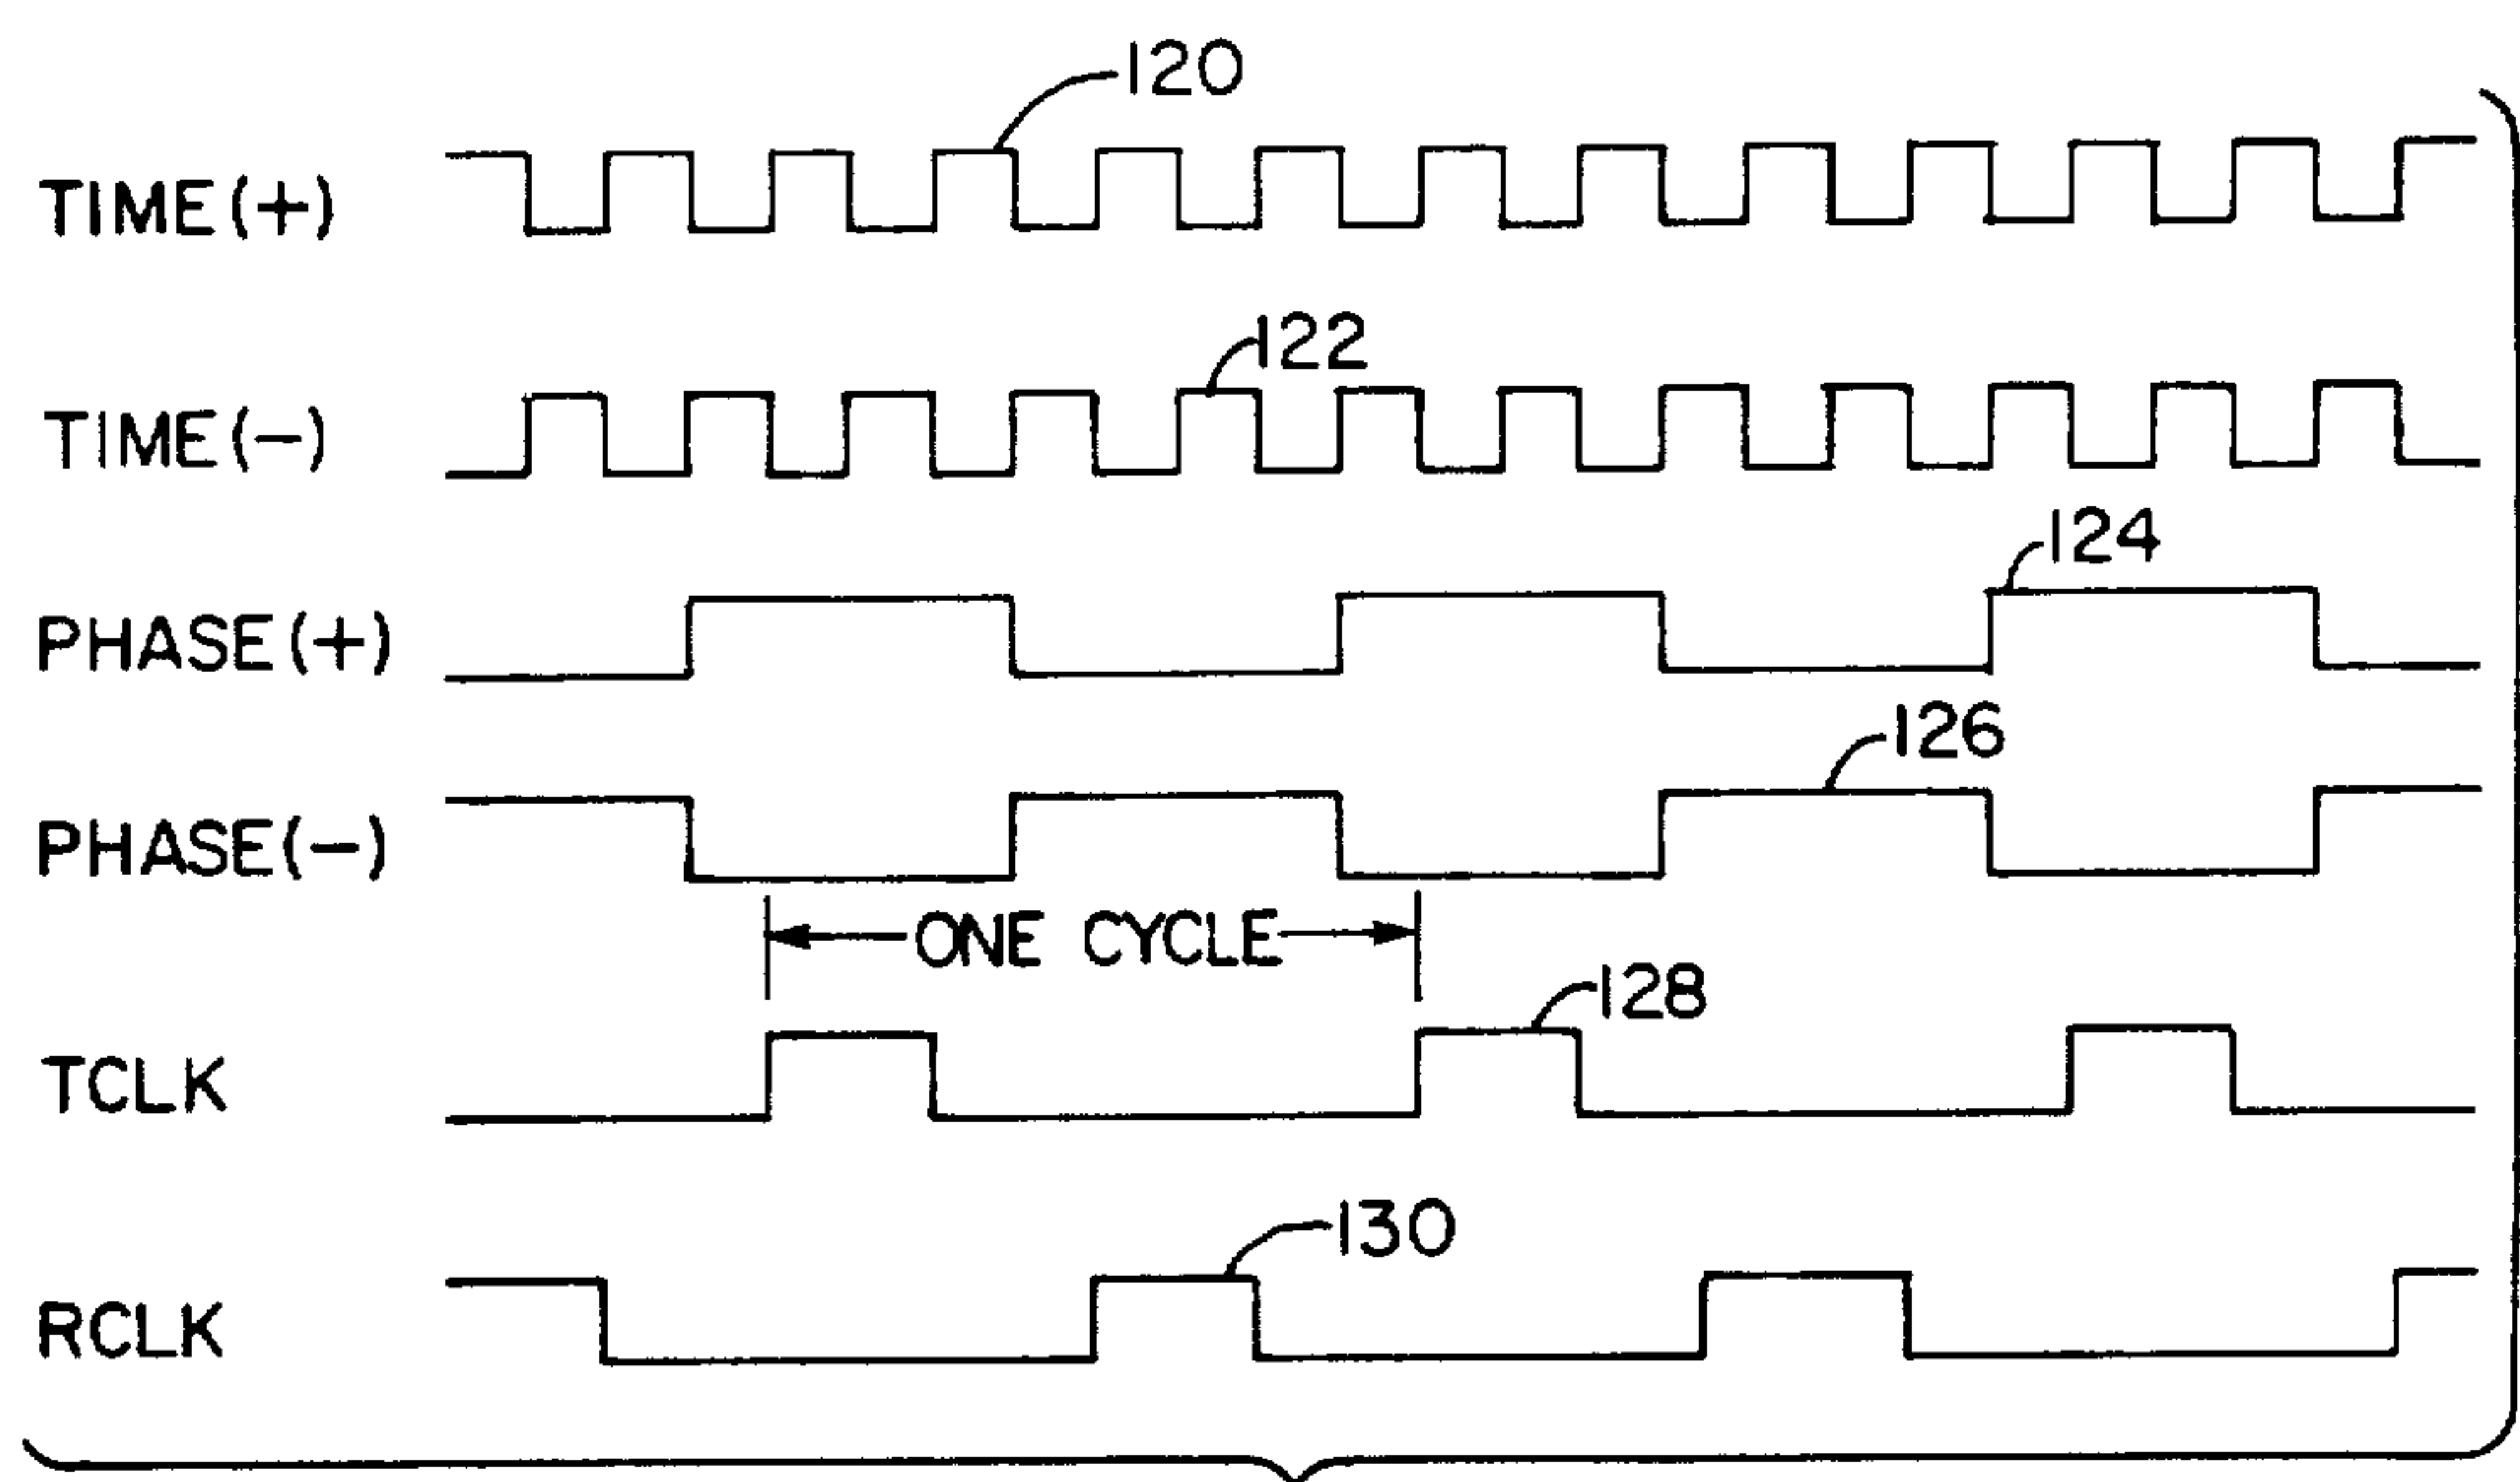 120
TIME(+)
122
TIME(-)
124
PHASE(+)
126
PHASE(-)
ONE CYCLE
128
TCLK
130
RCLK